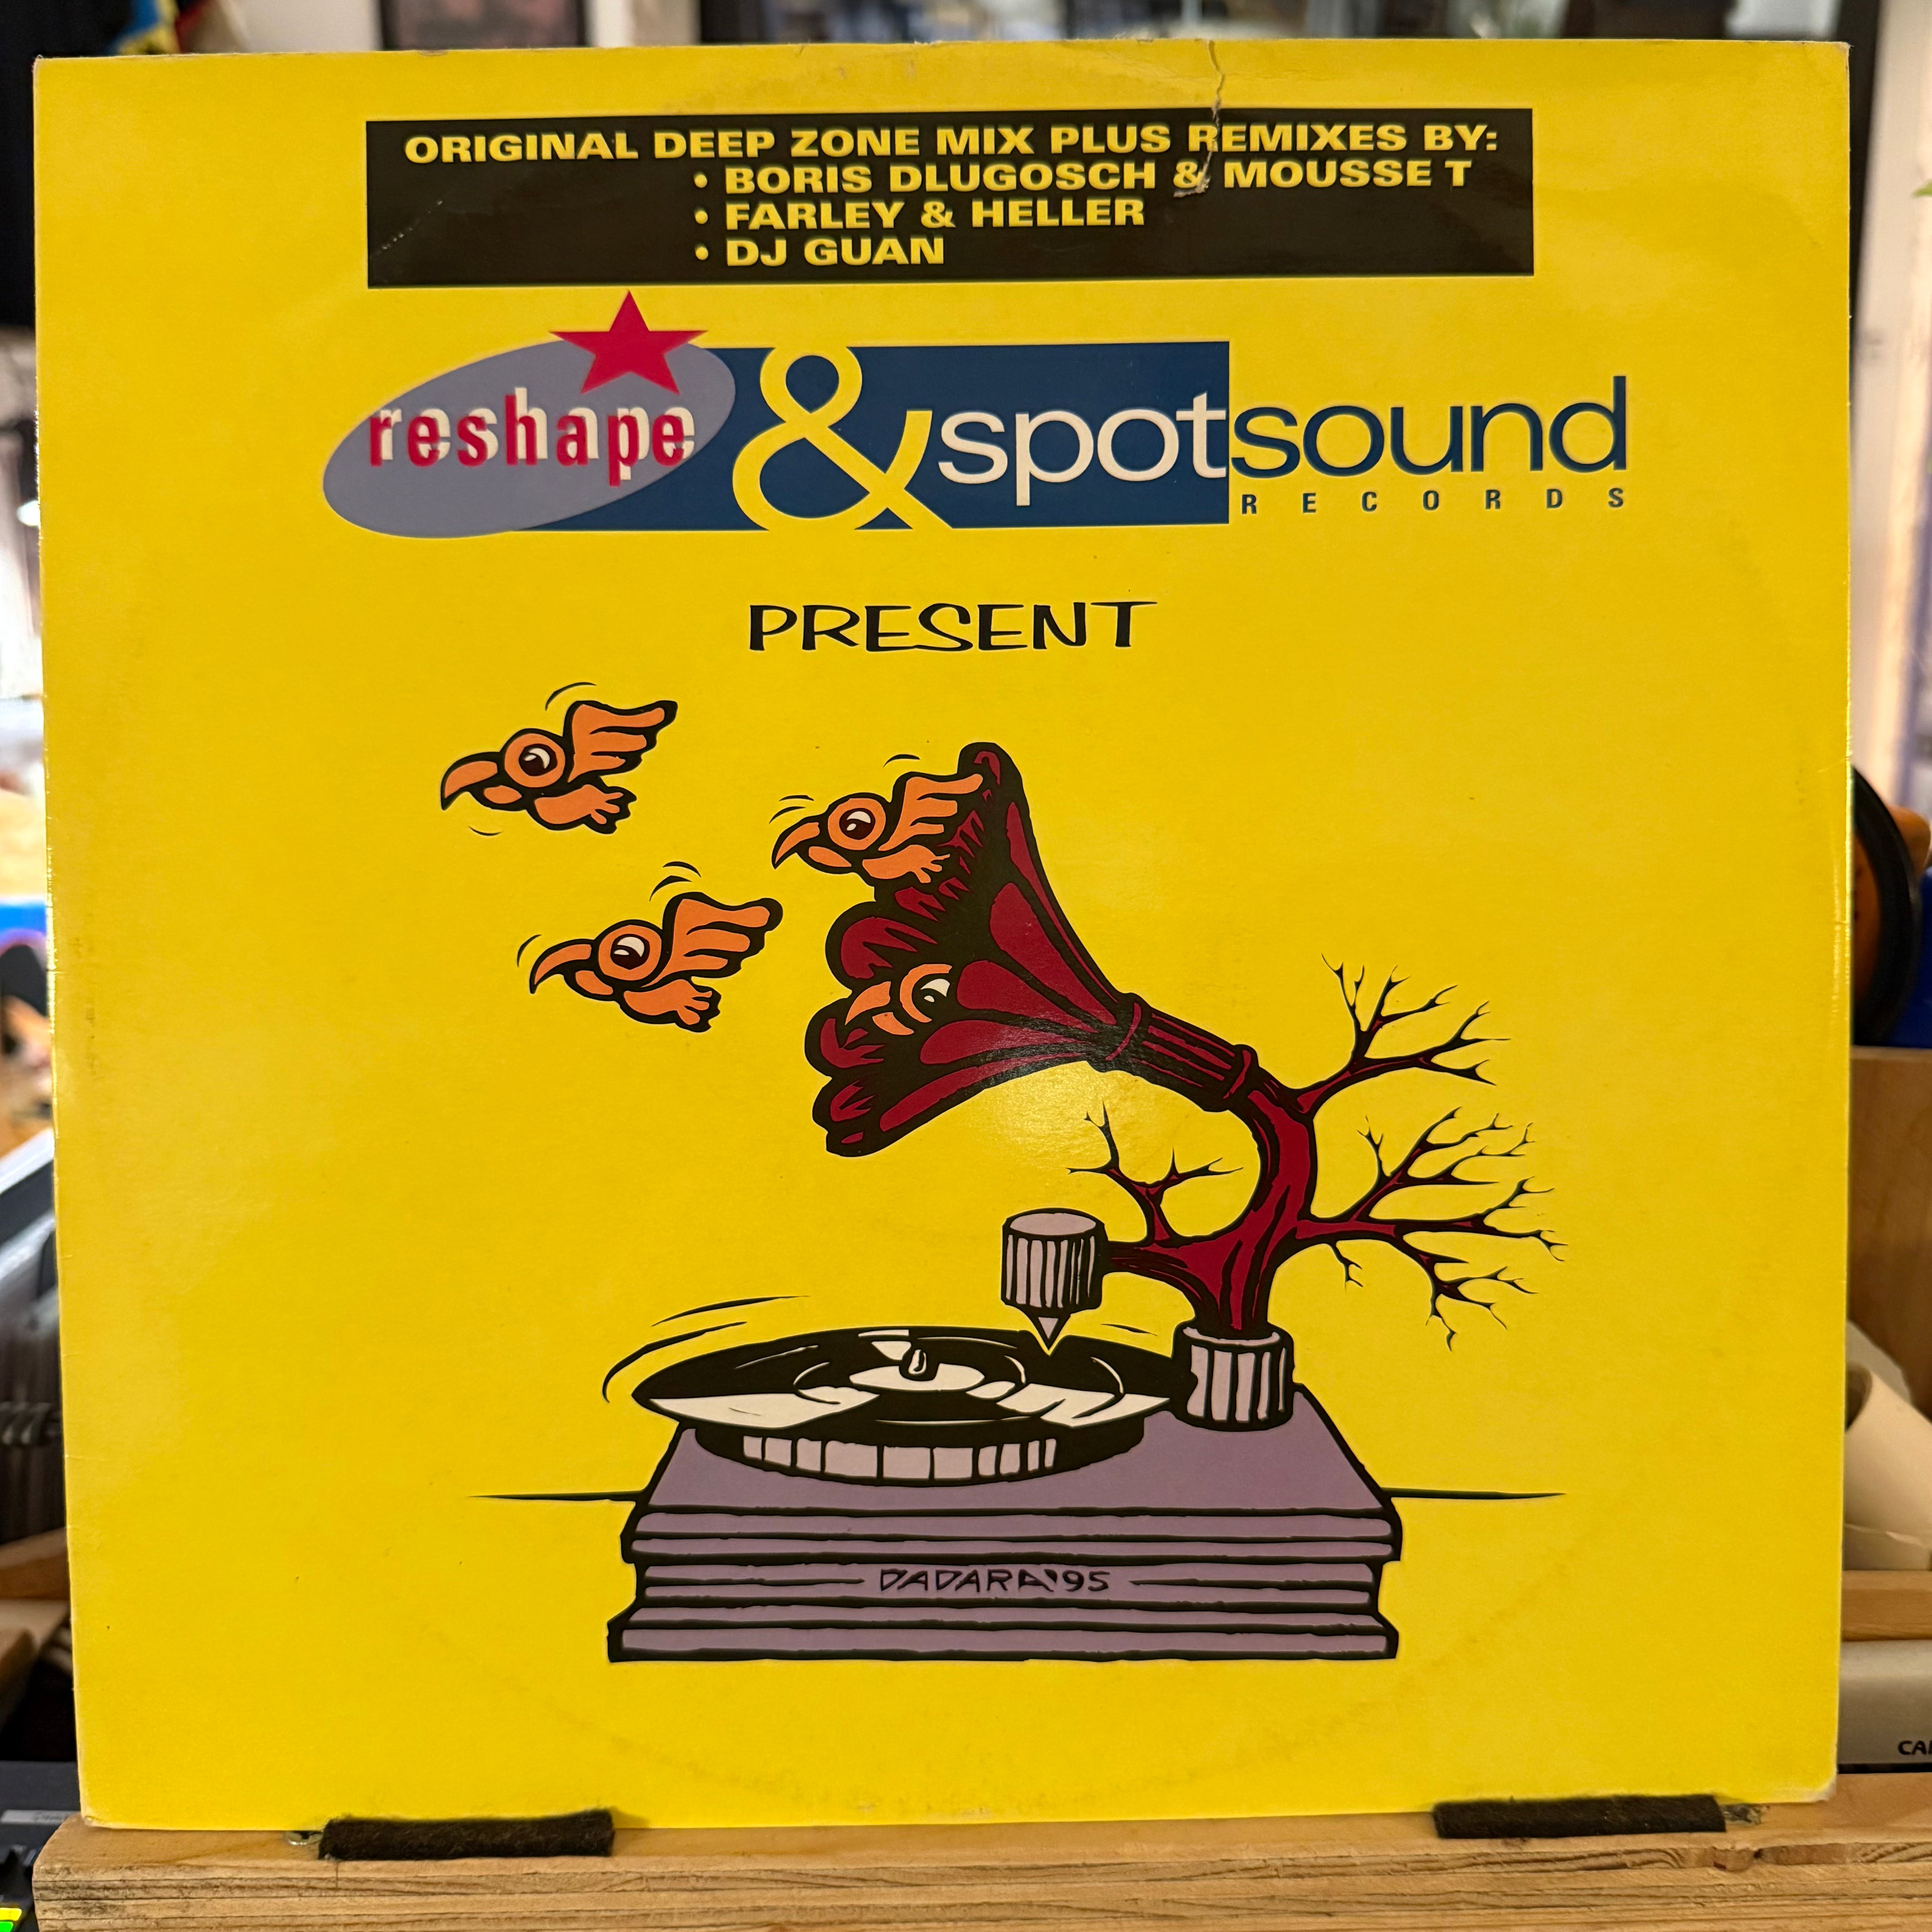 ORIGINAL DEEP ZONE MIX PLUS REMIXES BY:
• BORIS DLUGOSCH & MOUSSE T
• FARLEY & HELLER
• DJ GUAN
reshape & spotsound
RECORDS
PRESENT
DADARA '95